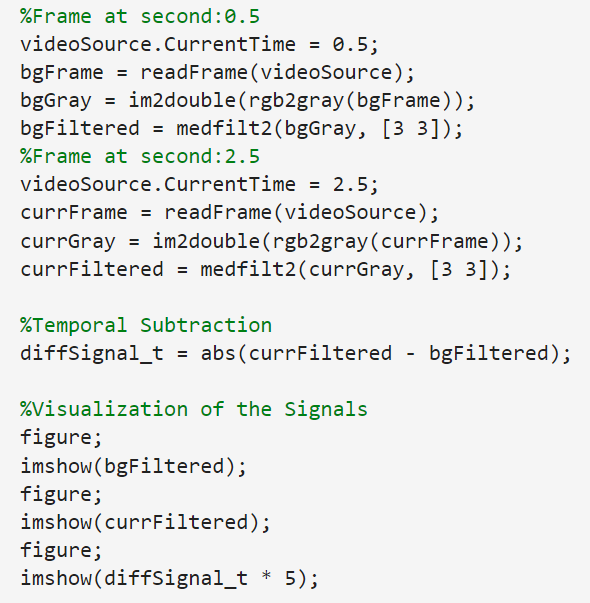 %Frame at second:0.5
videoSource.CurrentTime = 0.5;
bgFrame = readFrame(videoSource);
bgGray = im2double(rgb2gray(bgFrame));
bgFiltered = medfilt2(bgGray, [3 3]);
%Frame at second:2.5
videoSource.CurrentTime = 2.5;
currFrame = readFrame(videoSource);
currGray = im2double(rgb2gray(currFrame));
currFiltered = medfilt2(currGray, [3 3]);
%Temporal Subtraction
diffSignal_t = abs(currFiltered - bgFiltered);
%Visualization of the Signals
figure;
imshow(bgFiltered);
figure;
imshow(currFiltered);
figure;
imshow(diffSignal_t * 5);